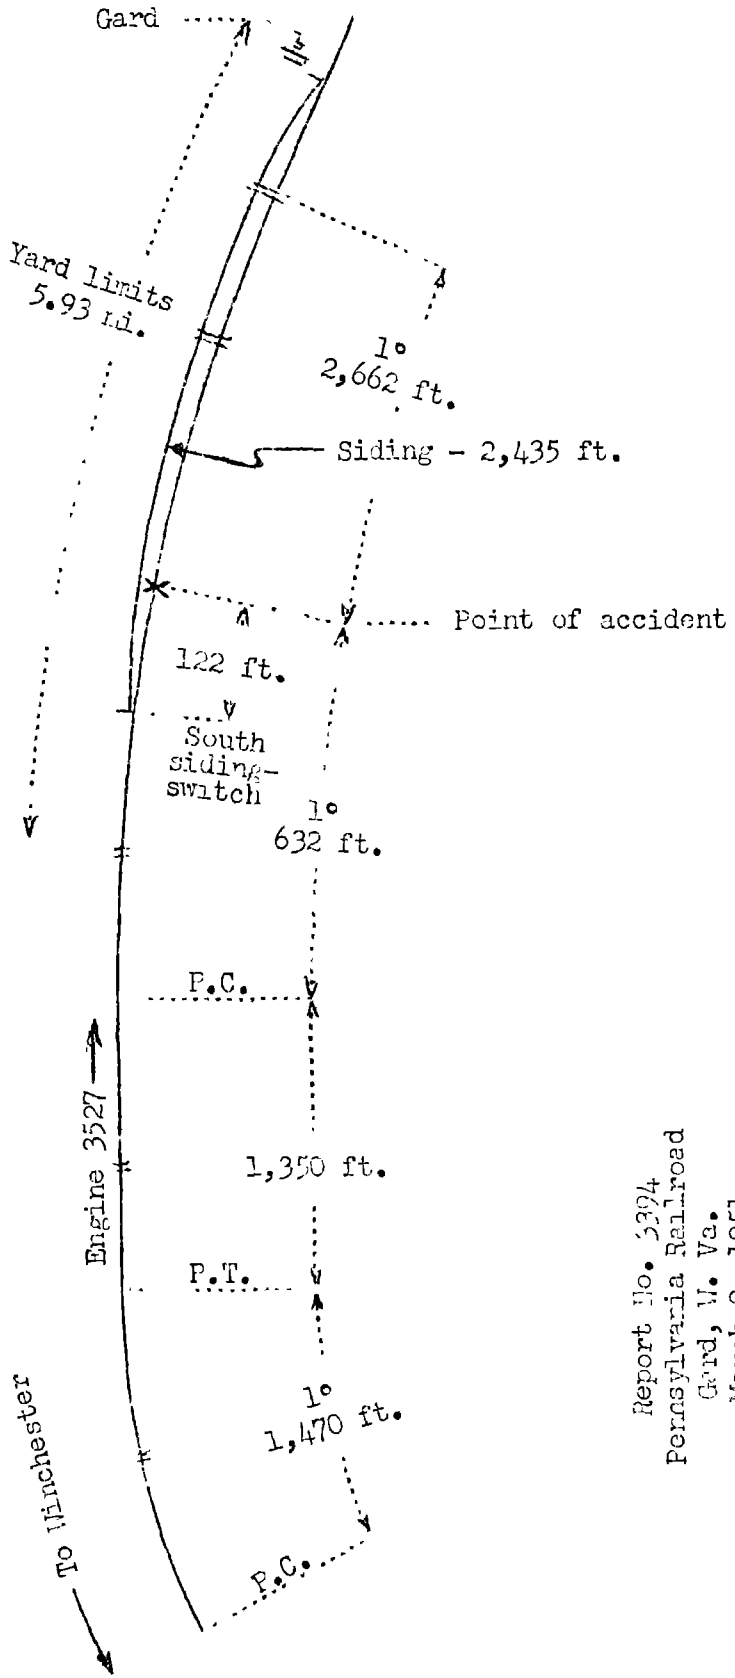 Gard
Yard limits
5.93 mi.
1°
2,662 ft.
Siding - 2,435 ft.
Point of accident
122 ft.
South
siding-
switch
1°
632 ft.
P.C.
Engine 3527
1,350 ft.
P.T.
1°
1,470 ft.
To Winchester
P.C.
Report No. 3394
Pennsylvania Railroad
Gard, W. Va.